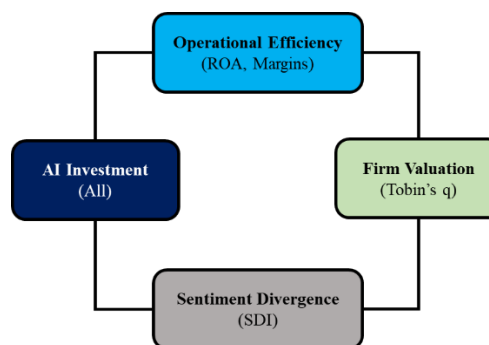 Operational Efficiency
(ROA, Margins)
AI Investment
(All)
Firm Valuation
(Tobin's q)
Sentiment Divergence
(SDI)